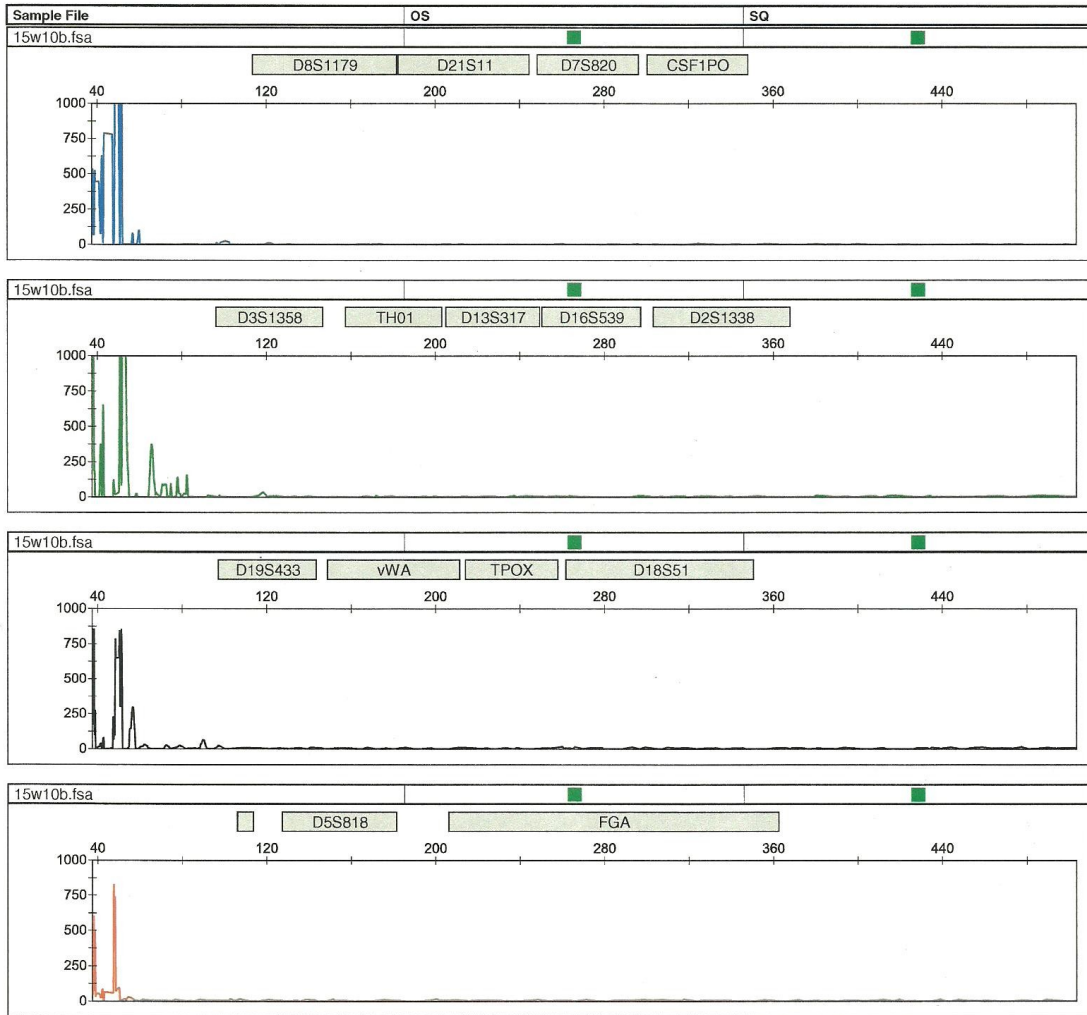 Sample File OS SQ
15w10b.fsa
D8S1179 D21S11 D7S820 CSF1PO
40 120 200 280 360 440
1000
750
500
250
0
15w10b.fsa
D3S1358 TH01 D13S317 D16S539 D2S1338
40 120 200 280 360 440
1000
750
500
250
0
15w10b.fsa
D19S433 vWA TPOX D18S51
40 120 200 280 360 440
1000
750
500
250
0
15w10b.fsa
D5S818 FGA
40 120 200 280 360 440
1000
750
500
250
0